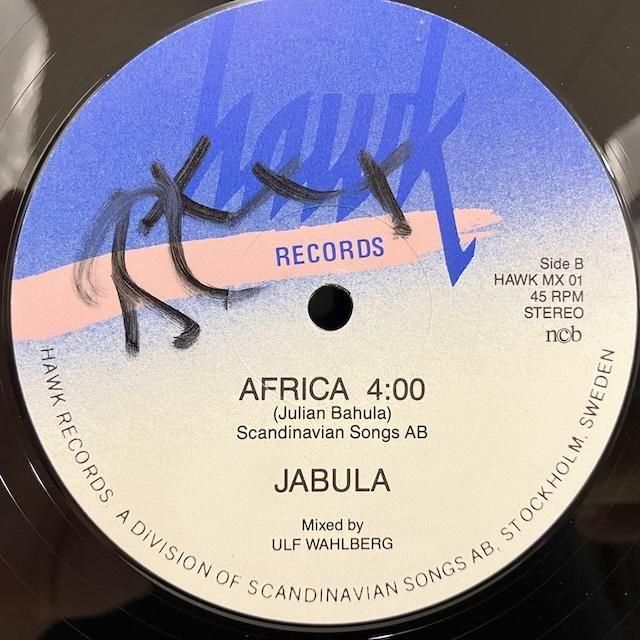 hawk
RECORDS
Side B
HAWK MX 01
45 RPM
STEREO
ncb
AFRICA 4:00
(Julian Bahula)
Scandinavian Songs AB
JABULA
Mixed by
ULF WAHLBERG
HAWK RECORDS. A DIVISION OF SCANDINAVIAN SONGS AB, STOCKHOLM. SWEDEN